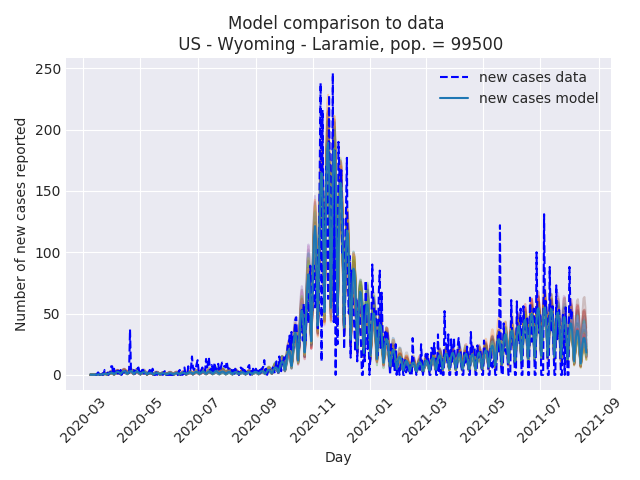 Model comparison to data
US - Wyoming - Laramie, pop. = 99500
new cases data
new cases model
Number of new cases reported
250
200
150
100
50
0
2020-03
2020-05
2020-07
2020-09
2020-11
2021-01
2021-03
2021-05
2021-07
2021-09
Day